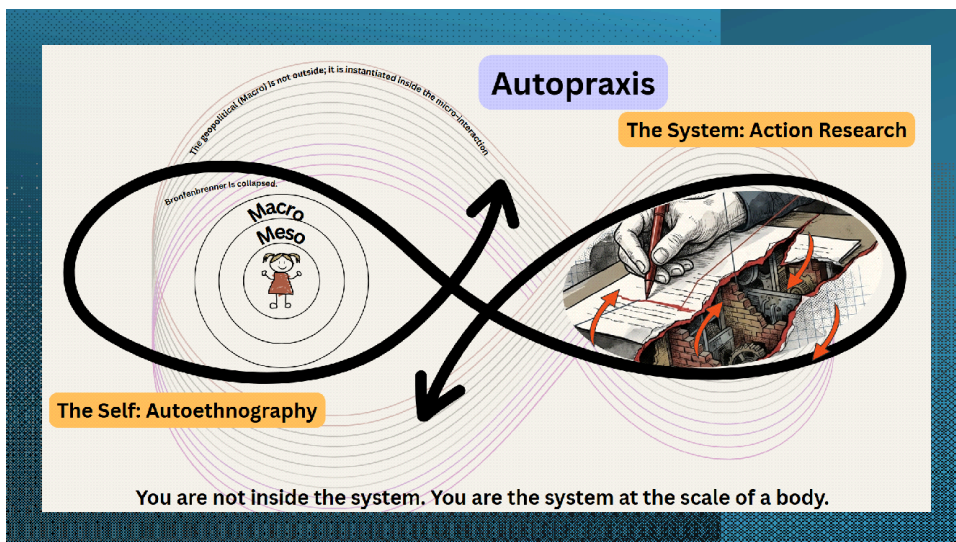 Autopraxis
The System: Action Research
The geopolitical (Macro) is not outside; it is instantiated inside the micro-interaction
Bronfenbrenner is collapsed.
Macro
Meso
The Self: Autoethnography
You are not inside the system. You are the system at the scale of a body.